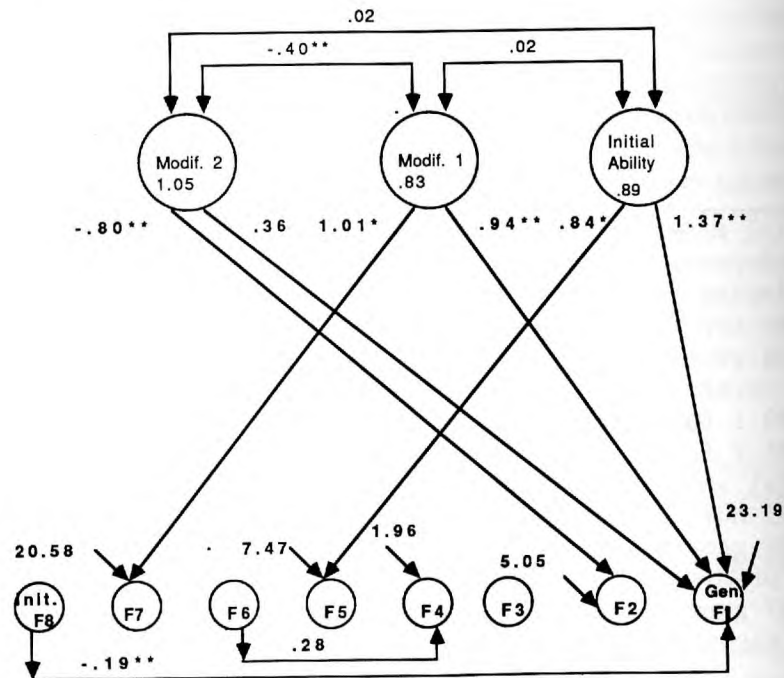 .02
-.40**
.02
Modif. 2
1.05
Modif. 1
.83
Initial
Ability
.89
-.80**
.36
1.01*
.94**
.84*
1.37**
20.58
7.47
1.96
5.05
23.19
Init.
F8
F7
F6
F5
F4
F3
F2
Gen.
F1
.28
-.19**